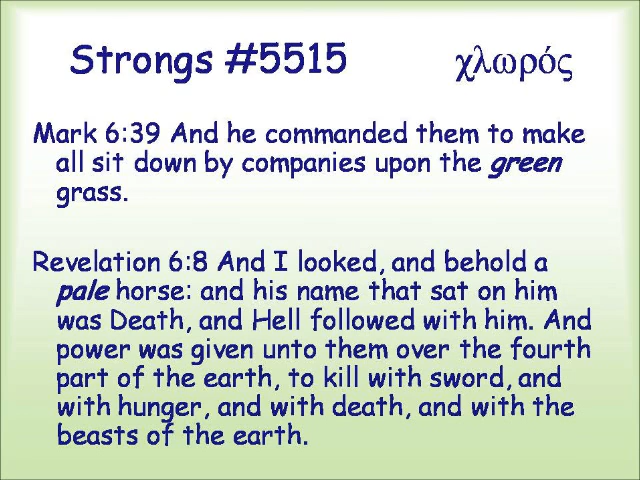 Strongs #5515 χλωρός
Mark 6:39 And he commanded them to make
all sit down by companies upon the green
grass.
Revelation 6:8 And I looked, and behold a
pale horse: and his name that sat on him
was Death, and Hell followed with him. And
power was given unto them over the fourth
part of the earth, to kill with sword, and
with hunger, and with death, and with the
beasts of the earth.